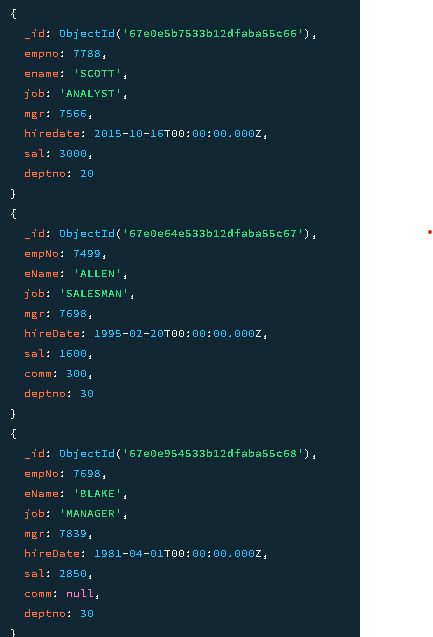 {
_id: ObjectId('67e0e5b7533b12dfaba55c66'),
empno: 7788,
ename: 'SCOTT',
job: 'ANALYST',
mgr: 7566,
hiredate: 2015-10-16T00:00:00.000Z,
sal: 3000,
deptno: 20
}
{
_id: ObjectId('67e0e64e533b12dfaba55c67'),
empNo: 7499,
eName: 'ALLEN',
job: 'SALESMAN',
mgr: 7698,
hireDate: 1995-02-20T00:00:00.000Z,
sal: 1600,
comm: 300,
deptno: 30
}
{
_id: ObjectId('67e0e954533b12dfaba55c68'),
empNo: 7698,
eName: 'BLAKE',
job: 'MANAGER',
mgr: 7839,
hireDate: 1981-04-01T00:00:00.000Z,
sal: 2850,
comm: null,
deptno: 30
}